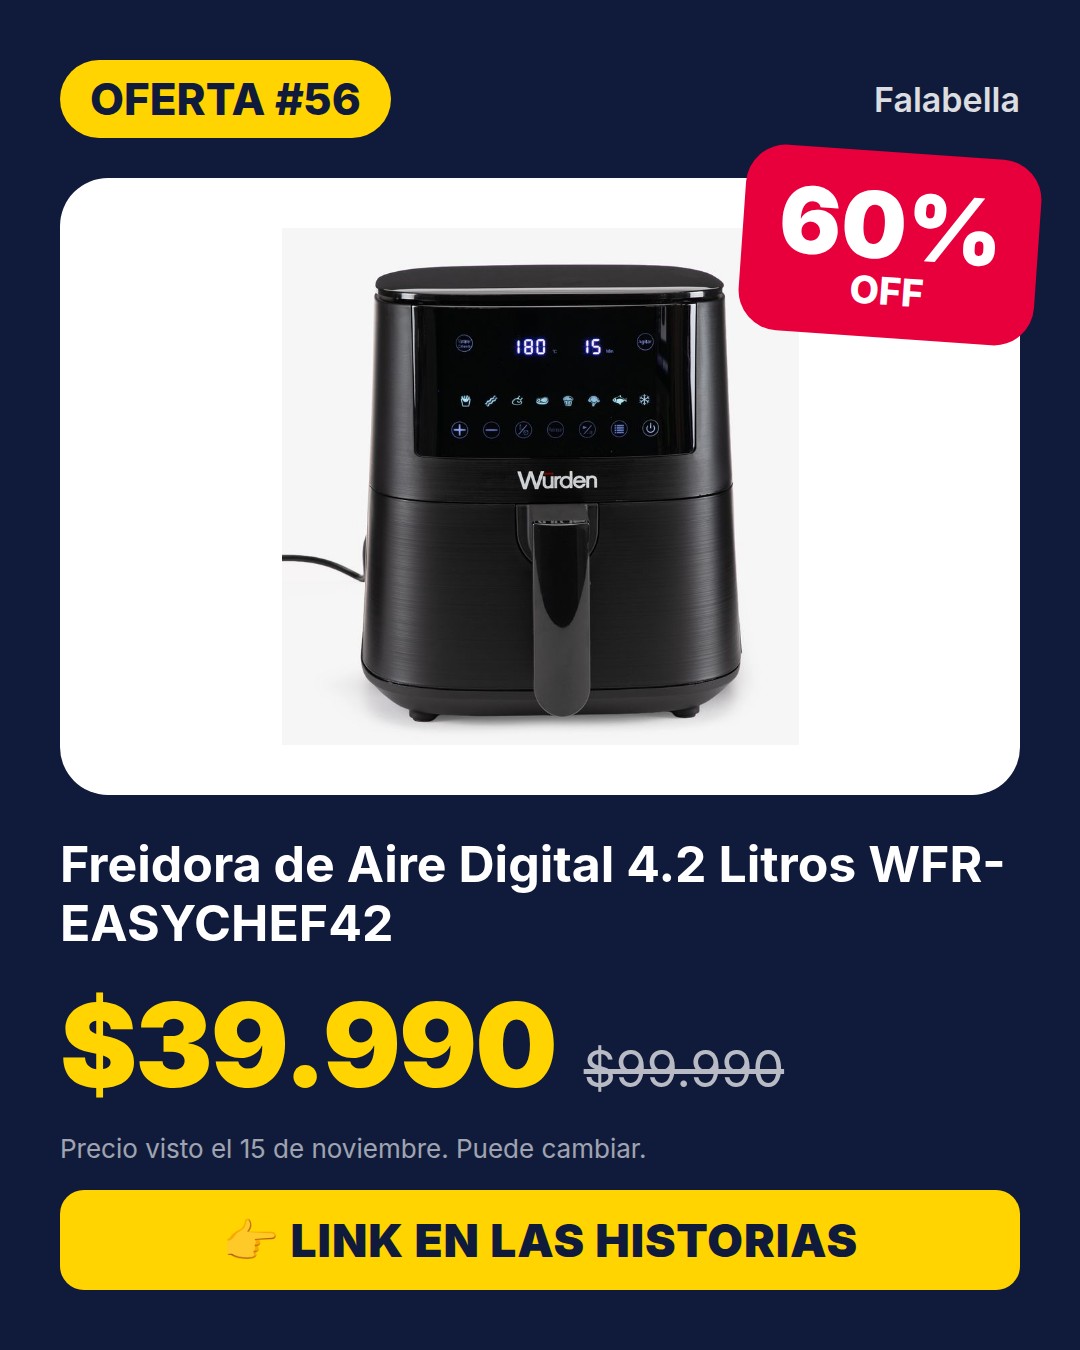 OFERTA #56
Falabella
60%
OFF
180 15
Würden
Freidora de Aire Digital 4.2 Litros WFR-
EASYCHEF42
$39.990 $99.990
Precio visto el 15 de noviembre. Puede cambiar.
👉 LINK EN LAS HISTORIAS